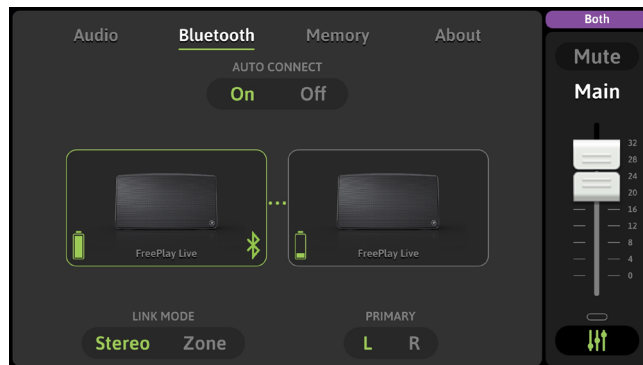 Audio Bluetooth Memory About
AUTO CONNECT
On Off
FreePlay Live
FreePlay Live
LINK MODE
Stereo Zone
PRIMARY
L R
Both
Mute
Main
32
28
24
20
16
12
8
4
0